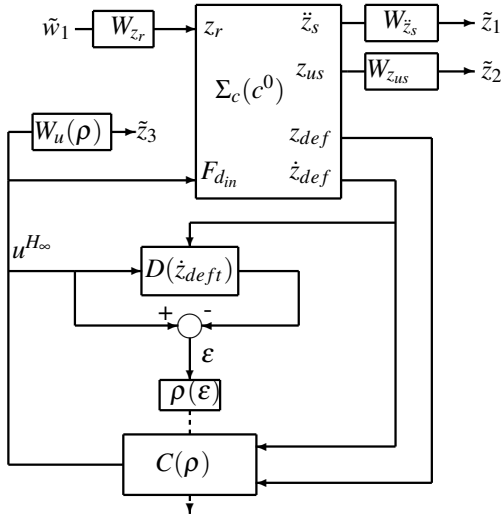 w̃₁ W_{z_r} z_r z̈_s W_{z̈_s} z̃₁
z_{us} W_{z_{us}} z̃₂
Σ_c(c⁰)
W_u(ρ) z̃₃ z_{def}
F_{d_{in}} ż_{def}
u^{H_∞}
D(ż_{deft})
+ -
ε
ρ(ε)
C(ρ)